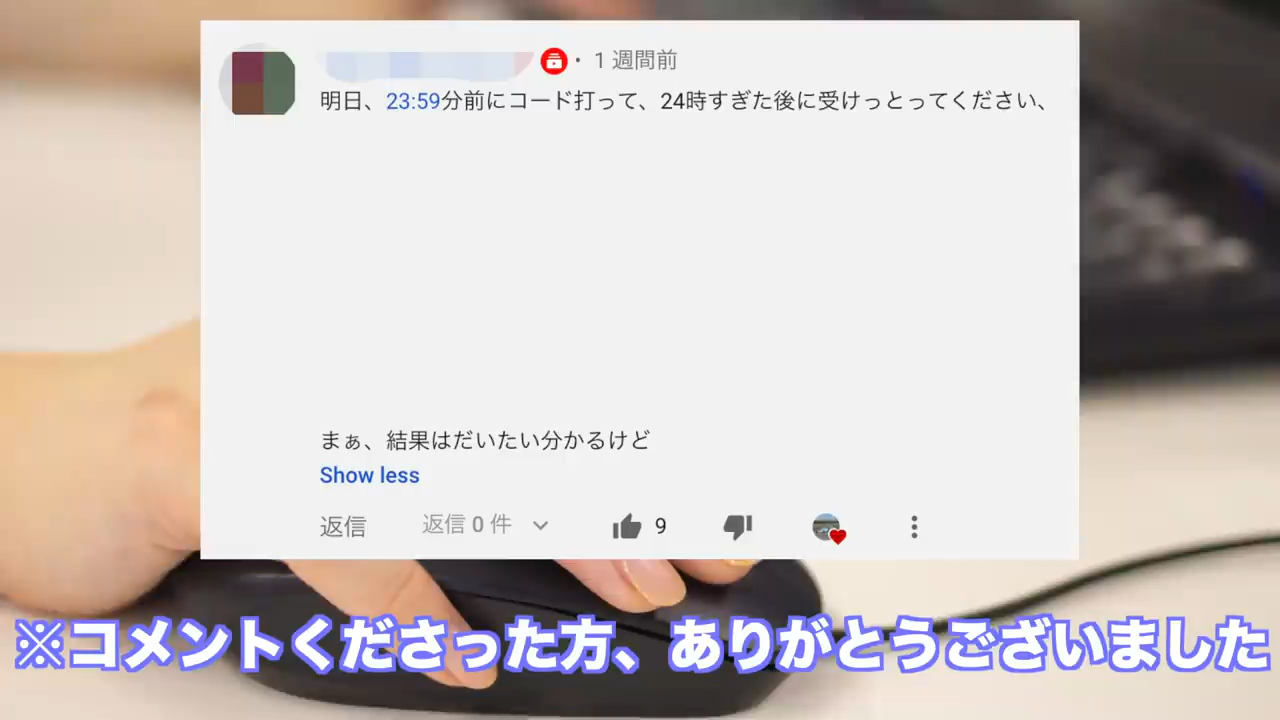 ・ 1 週間前
明日、23:59分前にコード打って、24時すぎた後に受けっとってください、
まぁ、結果はだいたい分かるけど
Show less
返信 返信 0 件 9
※コメントくださった方、ありがとうございました